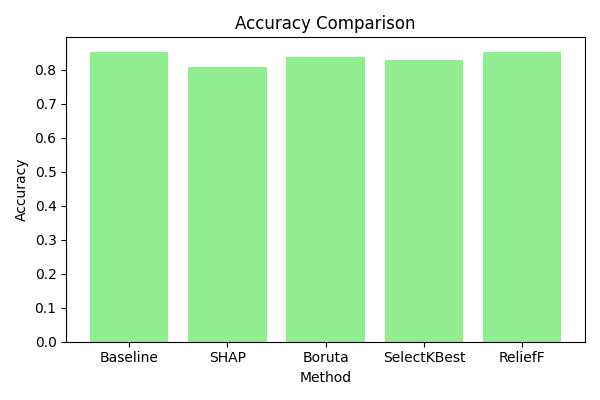 Accuracy Comparison
Accuracy
0.8
0.7
0.6
0.5
0.4
0.3
0.2
0.1
0.0
Baseline SHAP Boruta SelectKBest ReliefF
Method